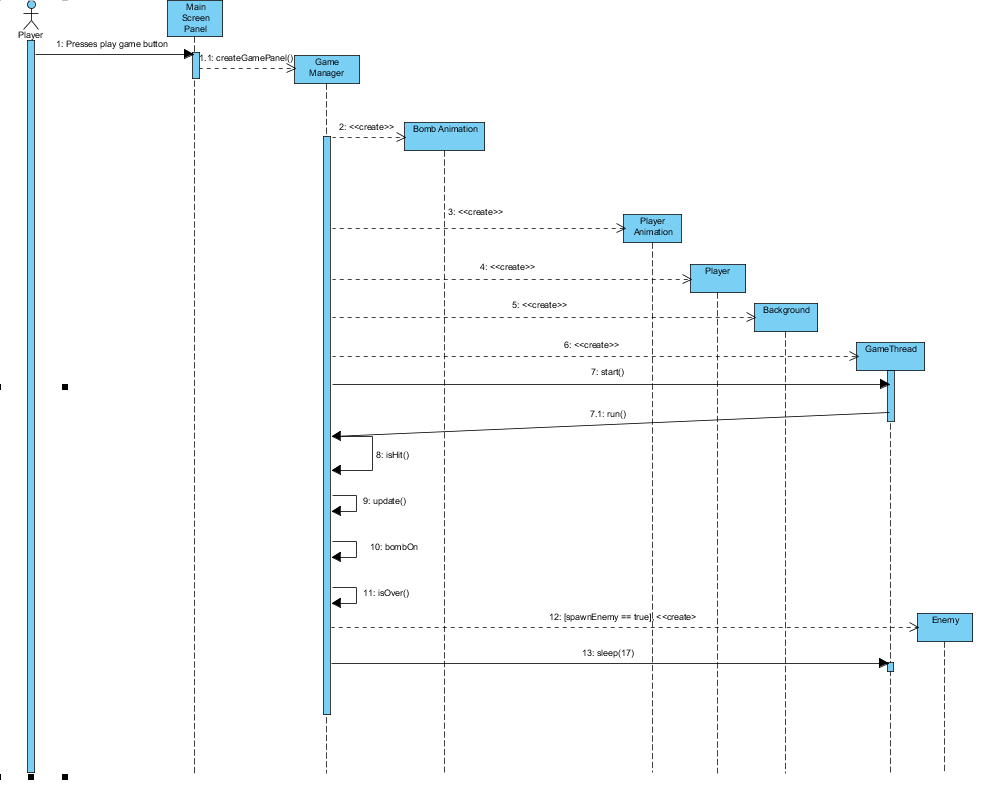 Main
Screen
Panel
Player
1: Presses play game button
1.1: createGamePanel()
Game
Manager
2: <<create>>
Bomb Animation
3: <<create>>
Player
Animation
4: <<create>>
Player
5: <<create>>
Background
6: <<create>>
GameThread
7: start()
7.1: run()
8: isHit()
9: update()
10: bombOn
11: isOver()
12: [spawnEnemy == true], <<create>
Enemy
13: sleep(17)